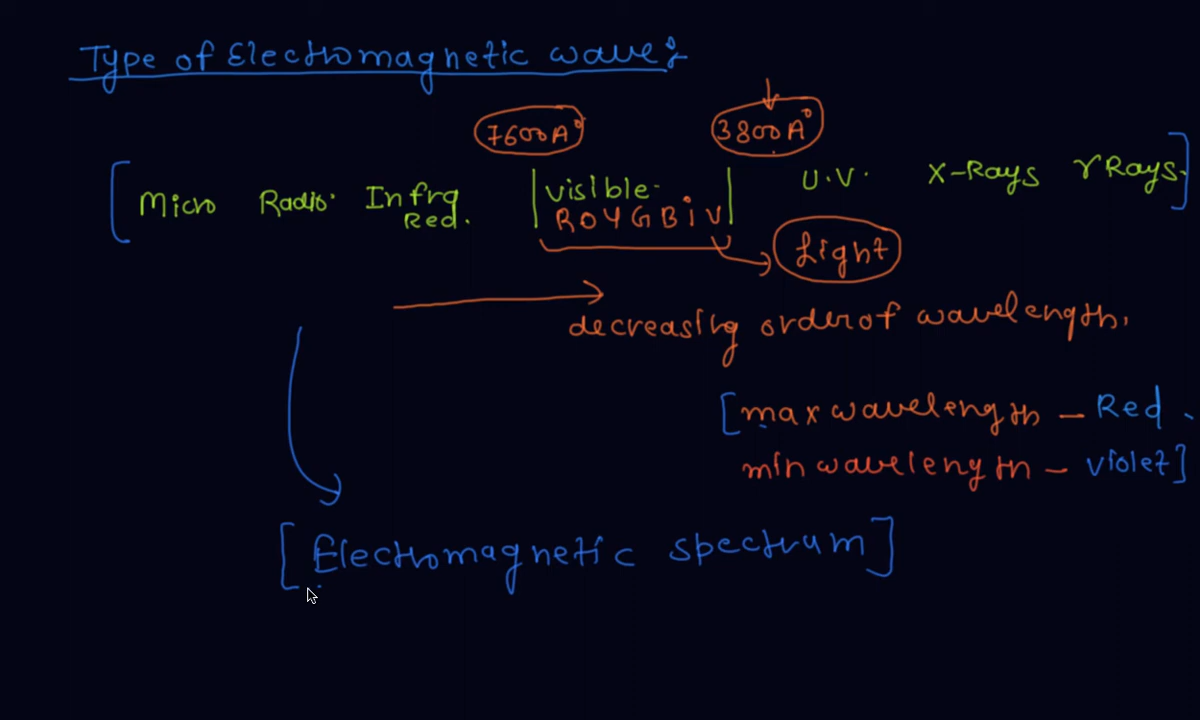 Type of Electromagnetic wave:
7600A° 3800A°
Micro Radio Infra Red. visible U.V. X-Rays γRays.
ROYGBiV
Light
decreasing order of wavelength.
[max wavelength - Red.
min wavelength - violet]
[Electromagnetic spectrum]